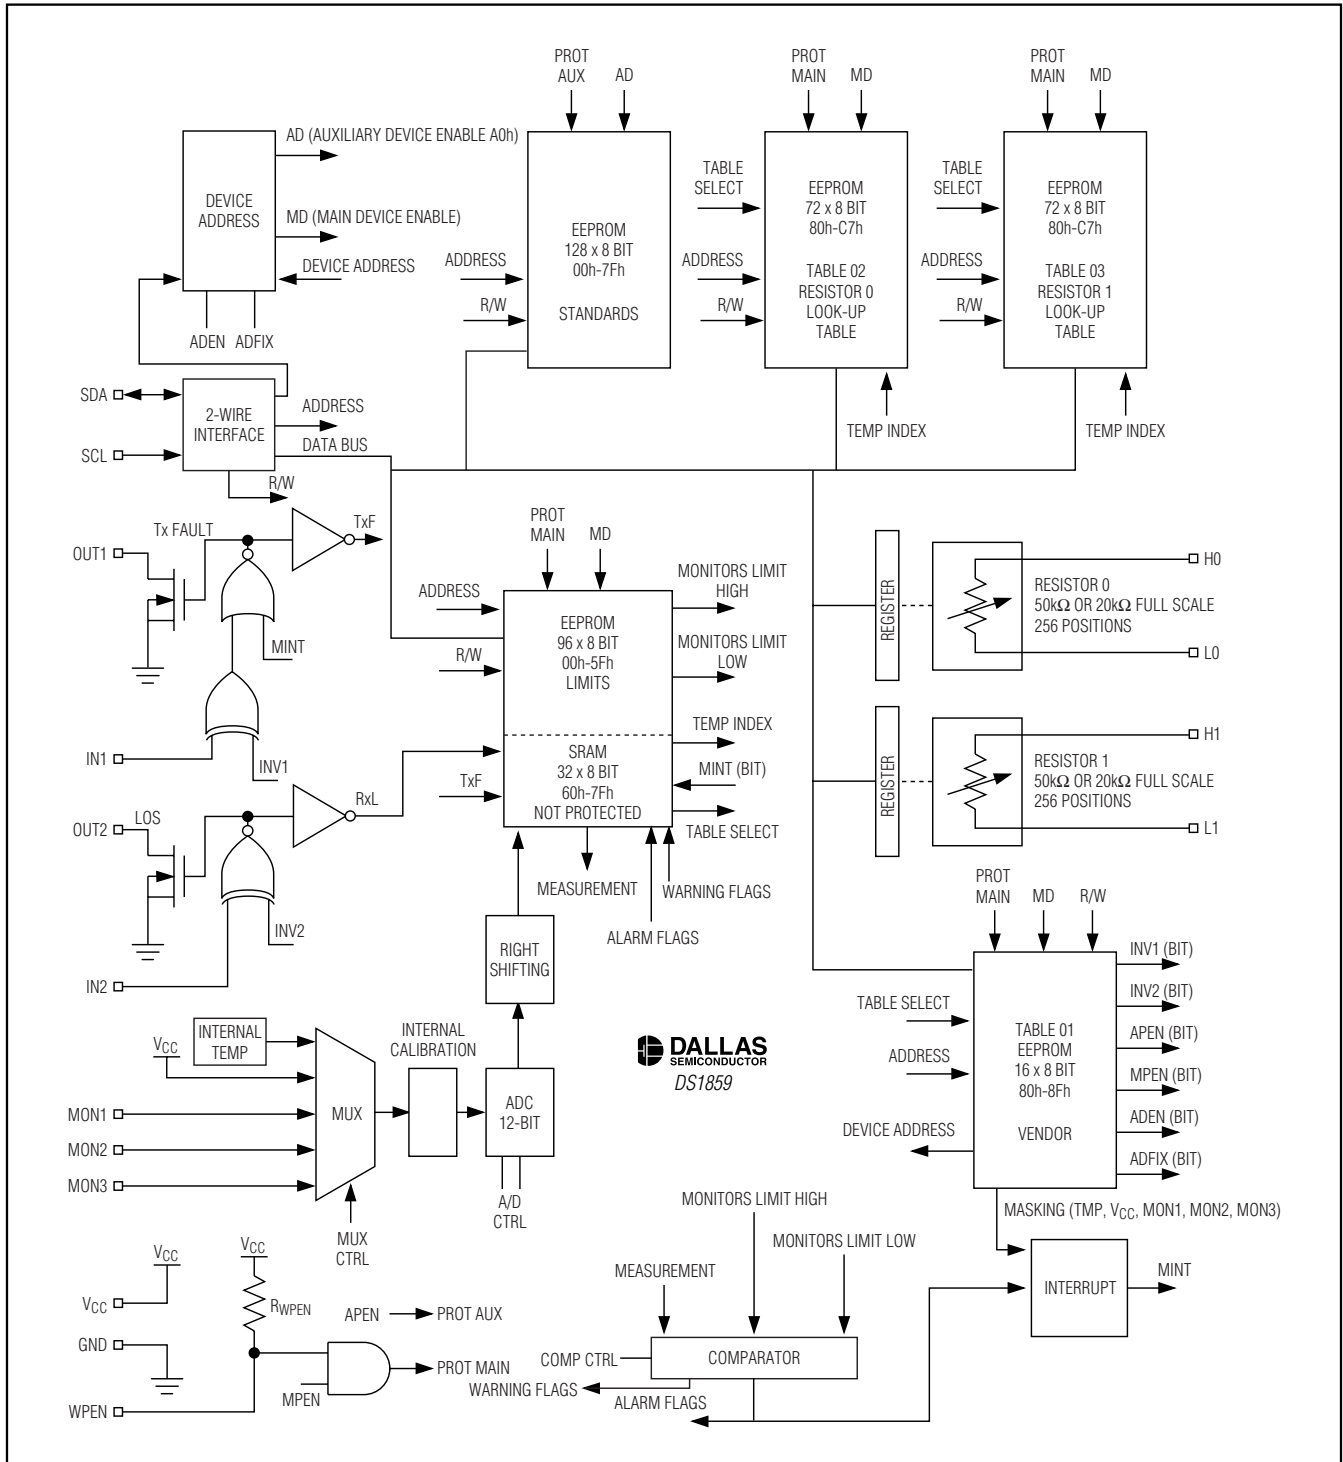 PROT
AUX
AD
PROT
MAIN
MD
PROT
MAIN
MD
AD (AUXILIARY DEVICE ENABLE A0h)
DEVICE
ADDRESS
MD (MAIN DEVICE ENABLE)
DEVICE ADDRESS
ADEN
ADFIX
ADDRESS
R/W
EEPROM
128 x 8 BIT
00h-7Fh
STANDARDS
TABLE
SELECT
ADDRESS
R/W
EEPROM
72 x 8 BIT
80h-C7h
TABLE 02
RESISTOR 0
LOOK-UP
TABLE
TEMP INDEX
TABLE
SELECT
ADDRESS
R/W
EEPROM
72 x 8 BIT
80h-C7h
TABLE 03
RESISTOR 1
LOOK-UP
TABLE
TEMP INDEX
SDA
SCL
2-WIRE
INTERFACE
ADDRESS
DATA BUS
R/W
Tx FAULT
TxF
OUT1
MINT
IN1
INV1
LOS
RxL
OUT2
INV2
IN2
PROT
MAIN
MD
ADDRESS
R/W
TxF
EEPROM
96 x 8 BIT
00h-5Fh
LIMITS
SRAM
32 x 8 BIT
60h-7Fh
NOT PROTECTED
MONITORS LIMIT
HIGH
MONITORS LIMIT
LOW
TEMP INDEX
MINT (BIT)
TABLE SELECT
MEASUREMENT
WARNING FLAGS
ALARM FLAGS
REGISTER
RESISTOR 0
50kΩ OR 20kΩ FULL SCALE
256 POSITIONS
H0
L0
REGISTER
RESISTOR 1
50kΩ OR 20kΩ FULL SCALE
256 POSITIONS
H1
L1
RIGHT
SHIFTING
INTERNAL
TEMP
VCC
MON1
MON2
MON3
MUX
MUX
CTRL
INTERNAL
CALIBRATION
ADC
12-BIT
A/D
CTRL
DALLAS
SEMICONDUCTOR
DS1859
PROT
MAIN
MD
R/W
TABLE SELECT
ADDRESS
DEVICE ADDRESS
TABLE 01
EEPROM
16 x 8 BIT
80h-8Fh
VENDOR
INV1 (BIT)
INV2 (BIT)
APEN (BIT)
MPEN (BIT)
ADEN (BIT)
ADFIX (BIT)
MASKING (TMP, VCC, MON1, MON2, MON3)
INTERRUPT
MINT
VCC
VCC
VCC
RWPEN
GND
WPEN
APEN
PROT AUX
MPEN
PROT MAIN
MONITORS LIMIT HIGH
MONITORS LIMIT LOW
MEASUREMENT
COMP CTRL
COMPARATOR
WARNING FLAGS
ALARM FLAGS